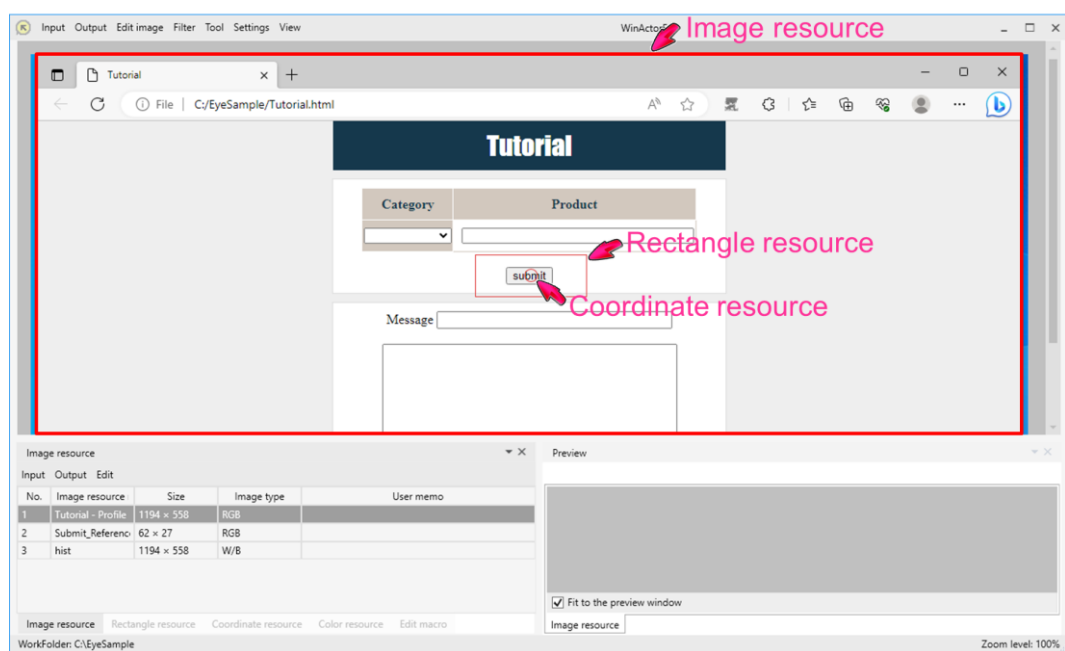 Input Output Edit image Filter Tool Settings View
Image resource
Tutorial
File C:/EyeSample/Tutorial.html
Tutorial
Category Product
Rectangle resource
submit
Coordinate resource
Message
Image resource
Preview
Input Output Edit
No. Image resource Size Image type User memo
1 Tutorial - Profile 1194 × 558 RGB
2 62 × 27 RGB
3 hist 1194 × 558 W/B
Fit to the preview window
Image resource Rectangle resource Coordinate resource Color resource Edit macro
Image resource
WorkFolder: C:\EyeSample
Zoom level: 100%